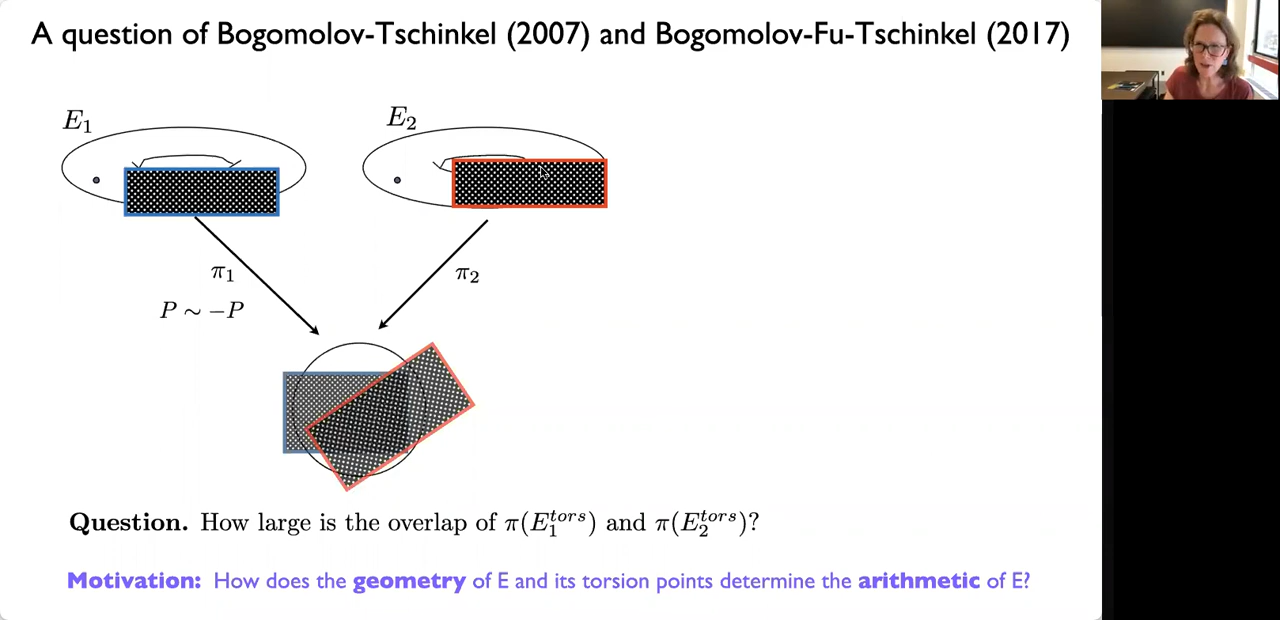 A question of Bogomolov-Tschinkel (2007) and Bogomolov-Fu-Tschinkel (2017)
E₁
E₂
π₁
π₂
P ∼ −P
Question. How large is the overlap of π(E₁^{tors}) and π(E₂^{tors})?
Motivation: How does the geometry of E and its torsion points determine the arithmetic of E?